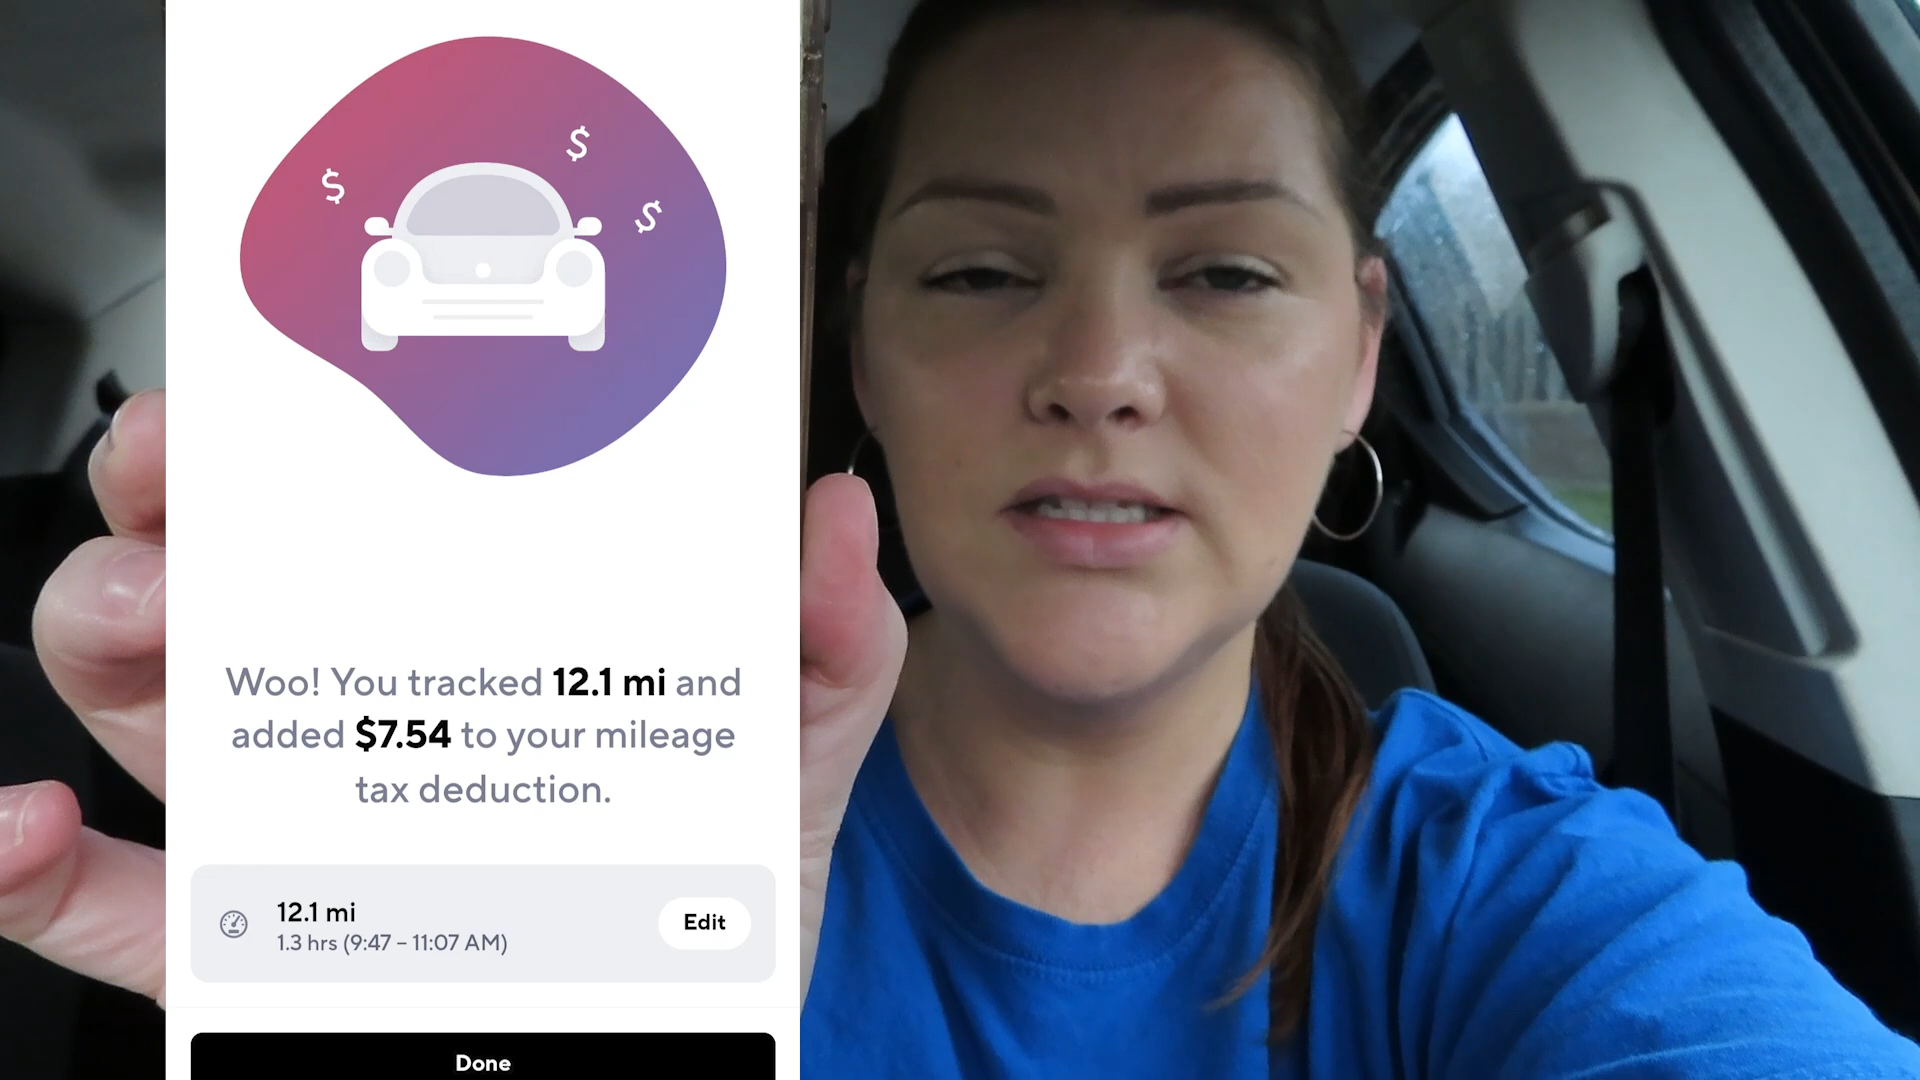 $
$
$
Woo! You tracked 12.1 mi and
added $7.54 to your mileage
tax deduction.
12.1 mi
1.3 hrs (9:47 – 11:07 AM)
Edit
Done